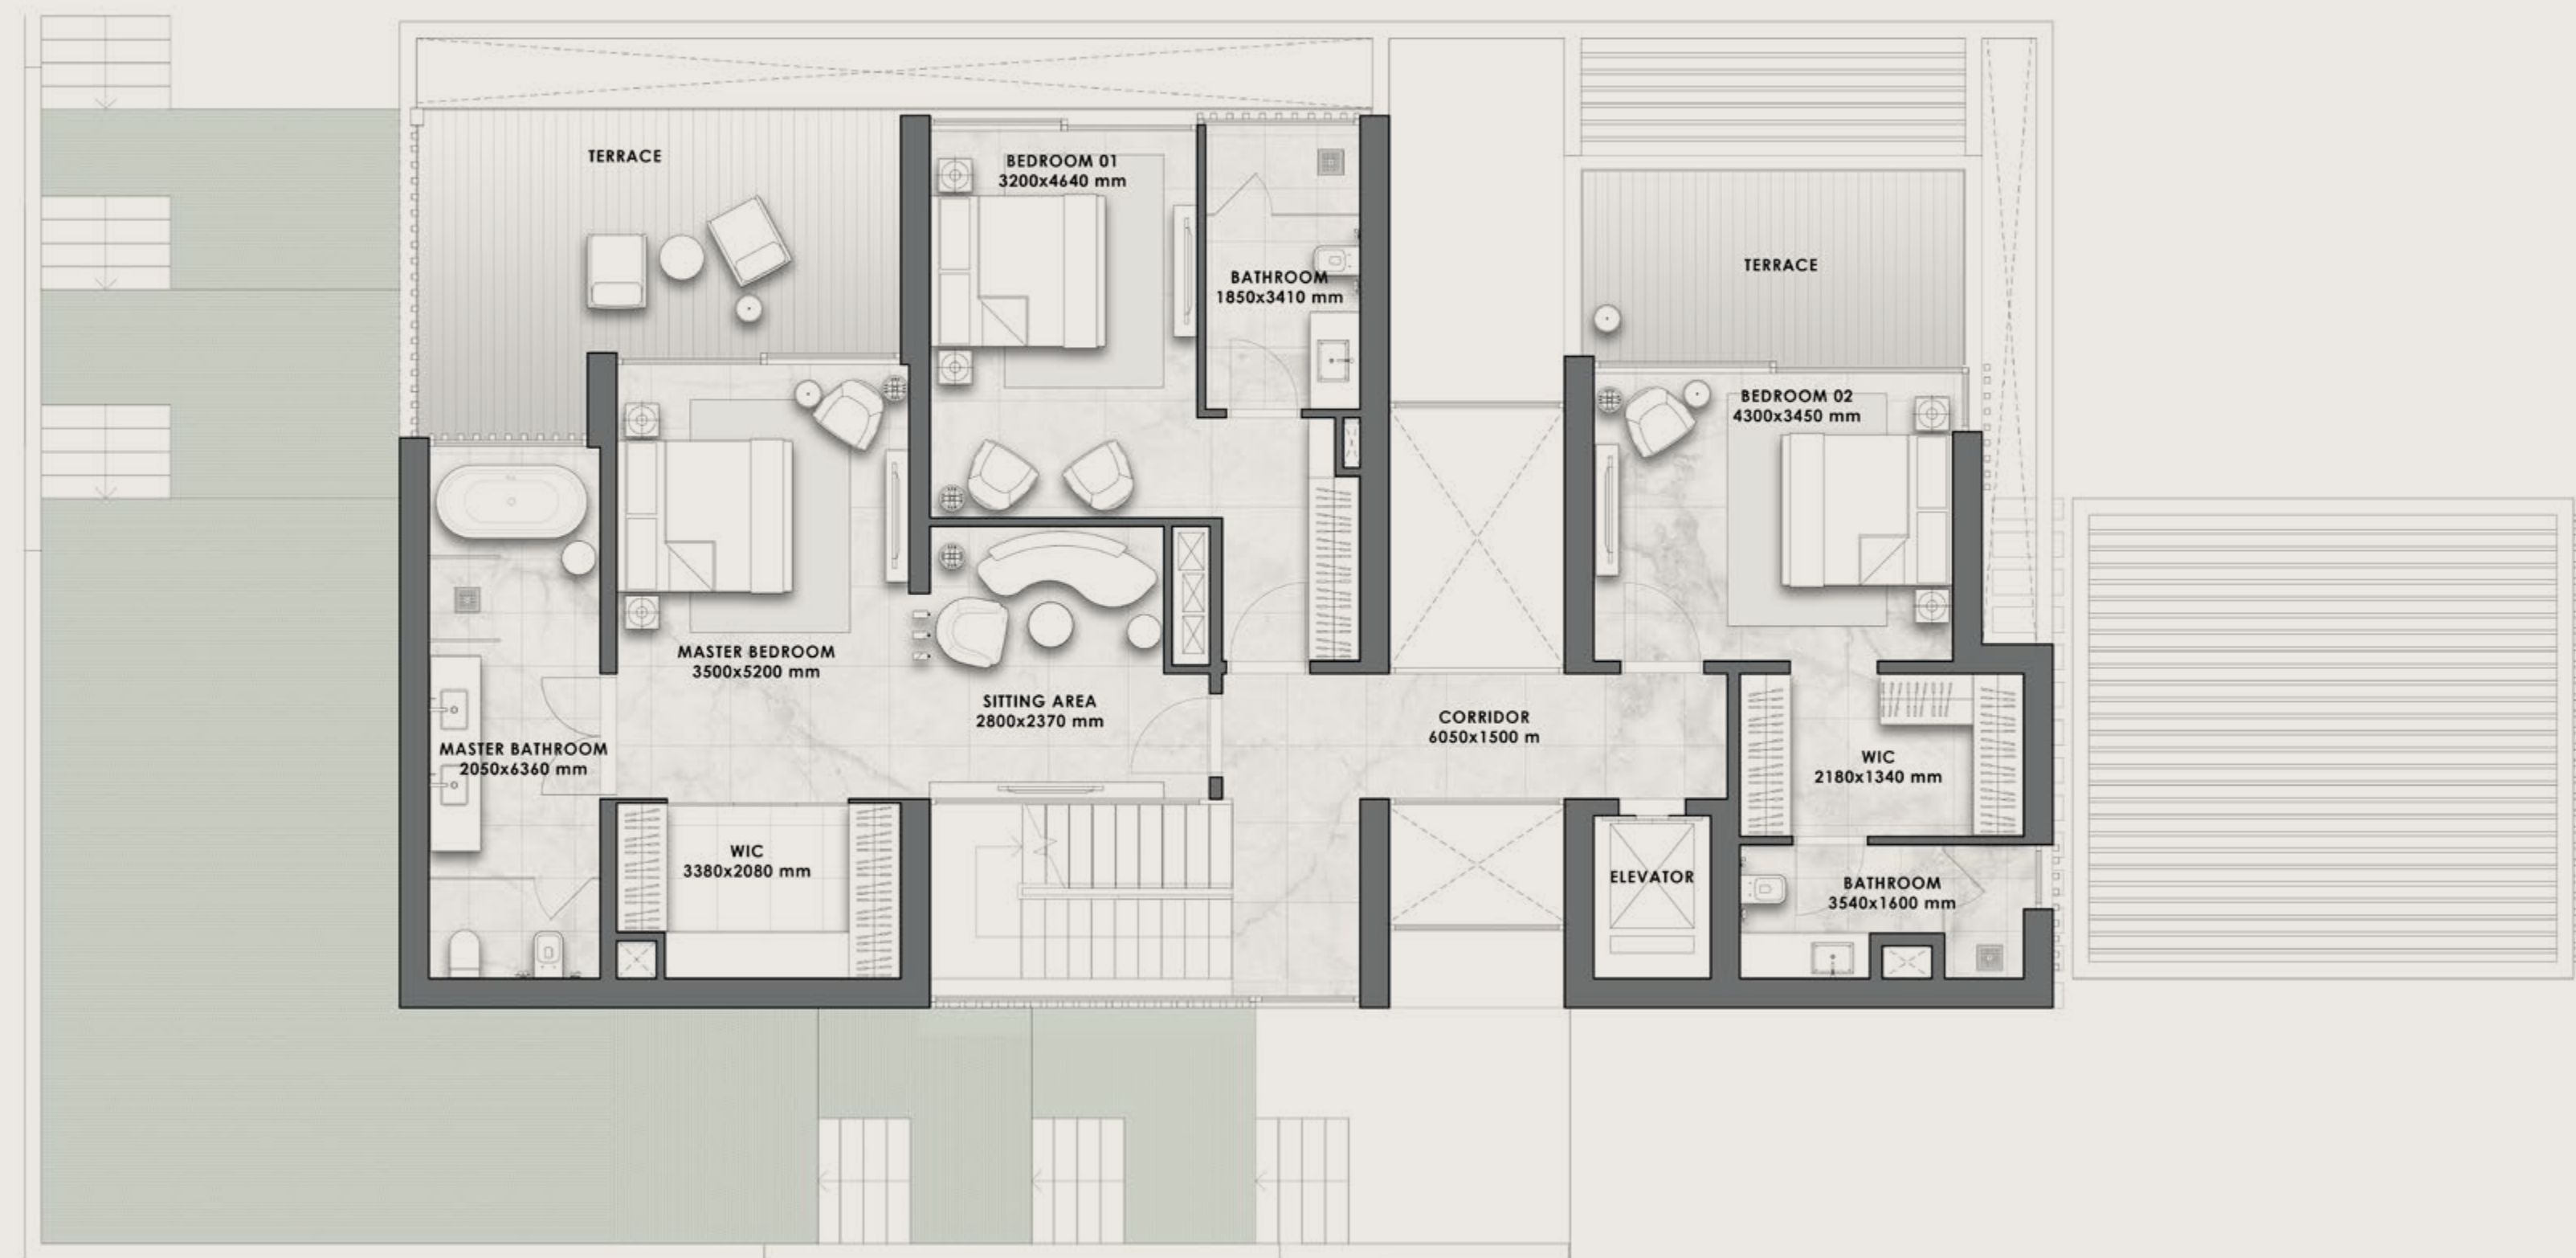 TERRACE
BEDROOM 01
3200x4640 mm
BATHROOM
1850x3410 mm
TERRACE
BEDROOM 02
4300x3450 mm
MASTER BEDROOM
3500x5200 mm
SITTING AREA
2800x2370 mm
CORRIDOR
6050x1500 m
MASTER BATHROOM
2050x6360 mm
WIC
2180x1340 mm
WIC
3380x2080 mm
ELEVATOR
BATHROOM
3540x1600 mm